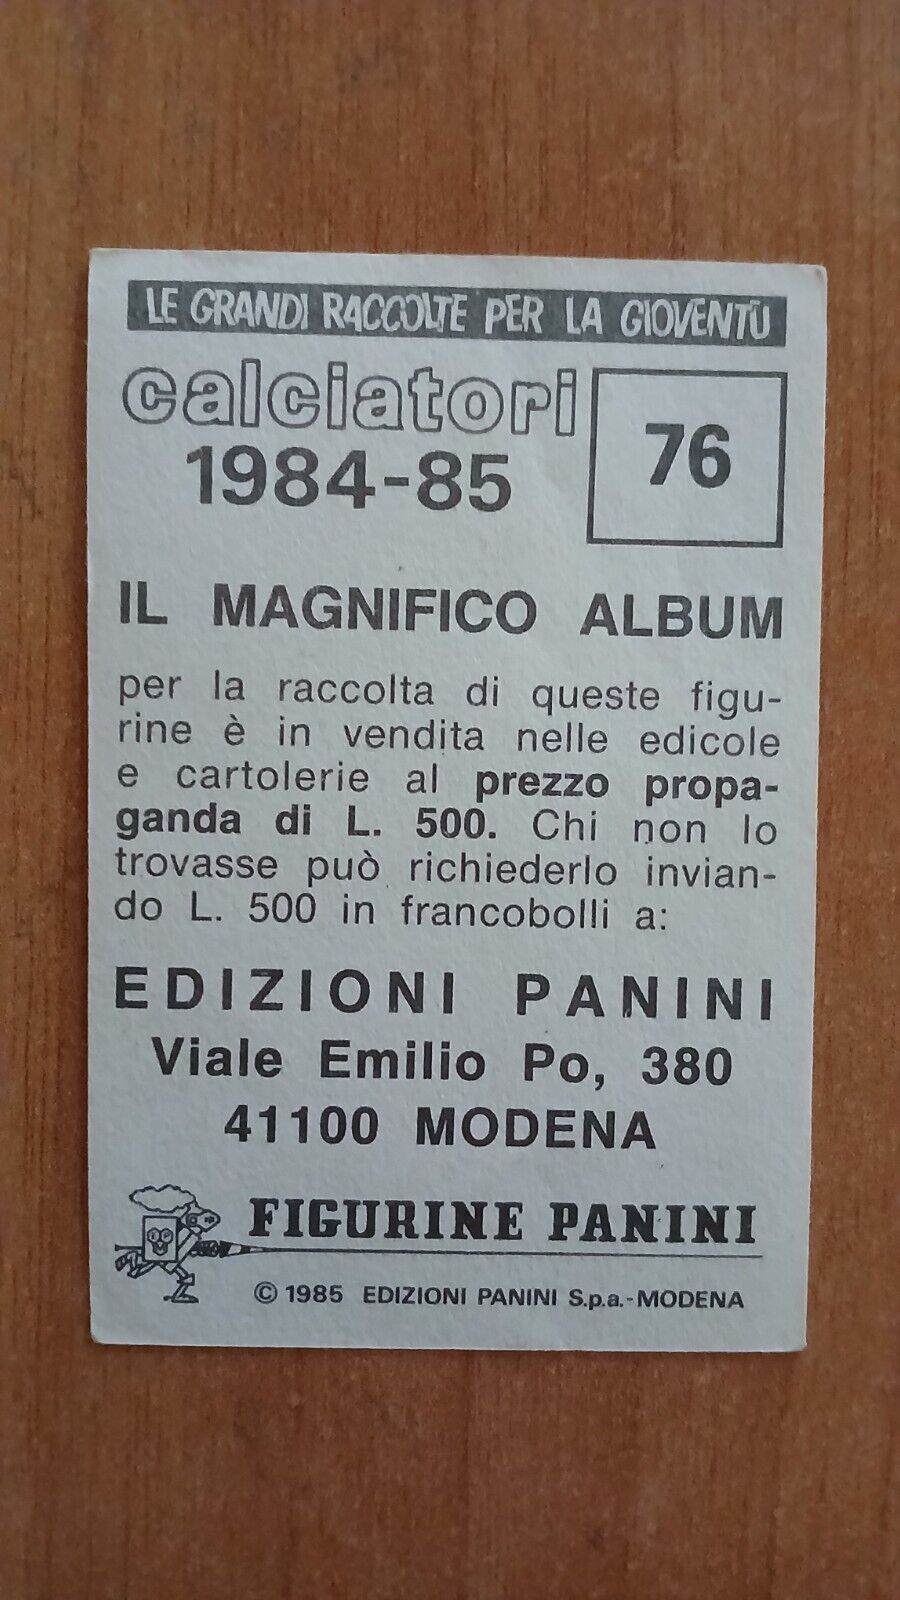 LE GRANDI RACCOLTE PER LA GIOVENTÙ
calciatori
1984-85
76
IL MAGNIFICO ALBUM
per la raccolta di queste figu-
rine è in vendita nelle edicole
e cartolerie al prezzo propa-
ganda di L. 500. Chi non lo
trovasse può richiederlo invian-
do L. 500 in francobolli a:
EDIZIONI PANINI
Viale Emilio Po, 380
41100 MODENA
FIGURINE PANINI
© 1985 EDIZIONI PANINI S.p.a.-MODENA